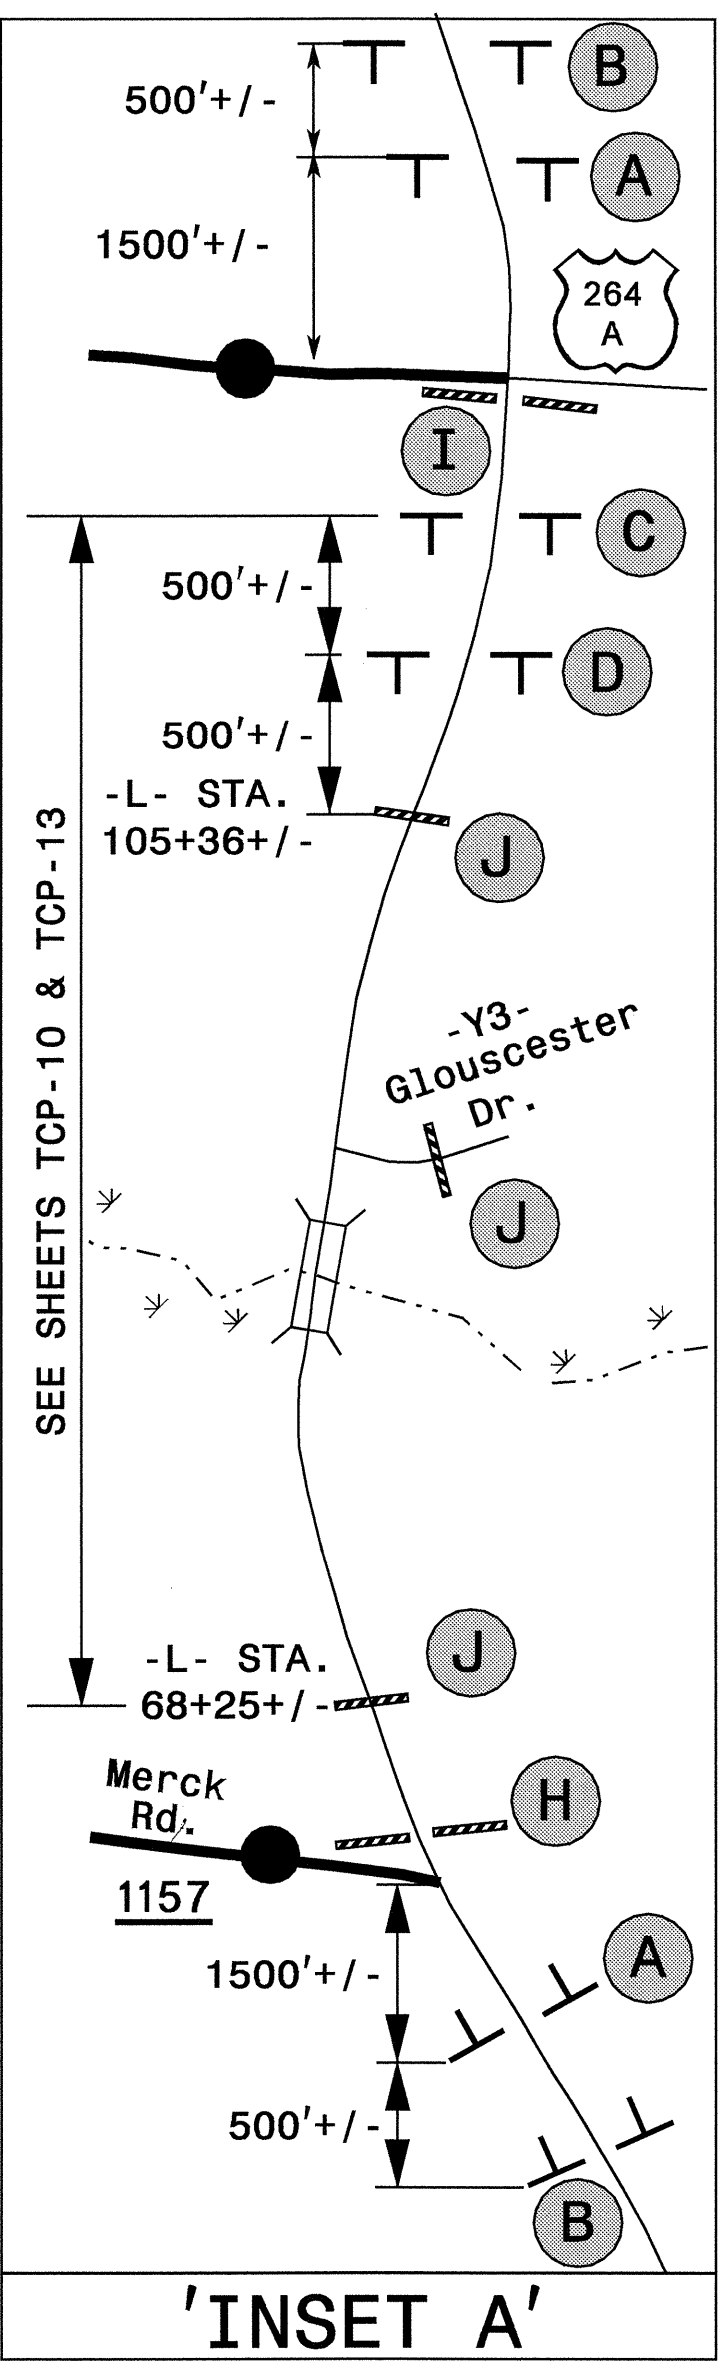 B
500'+/-
A
1500'+/-
264
A
I
C
500'+/-
D
500'+/-
-L- STA.
105+36+/-
J
SEE SHEETS TCP-10 & TCP-13
-Y3-
Glouscester
Dr.
J
J
-L- STA.
68+25+/-
Merck
Rd.
H
1157
A
1500'+/-
500'+/-
B
'INSET A'